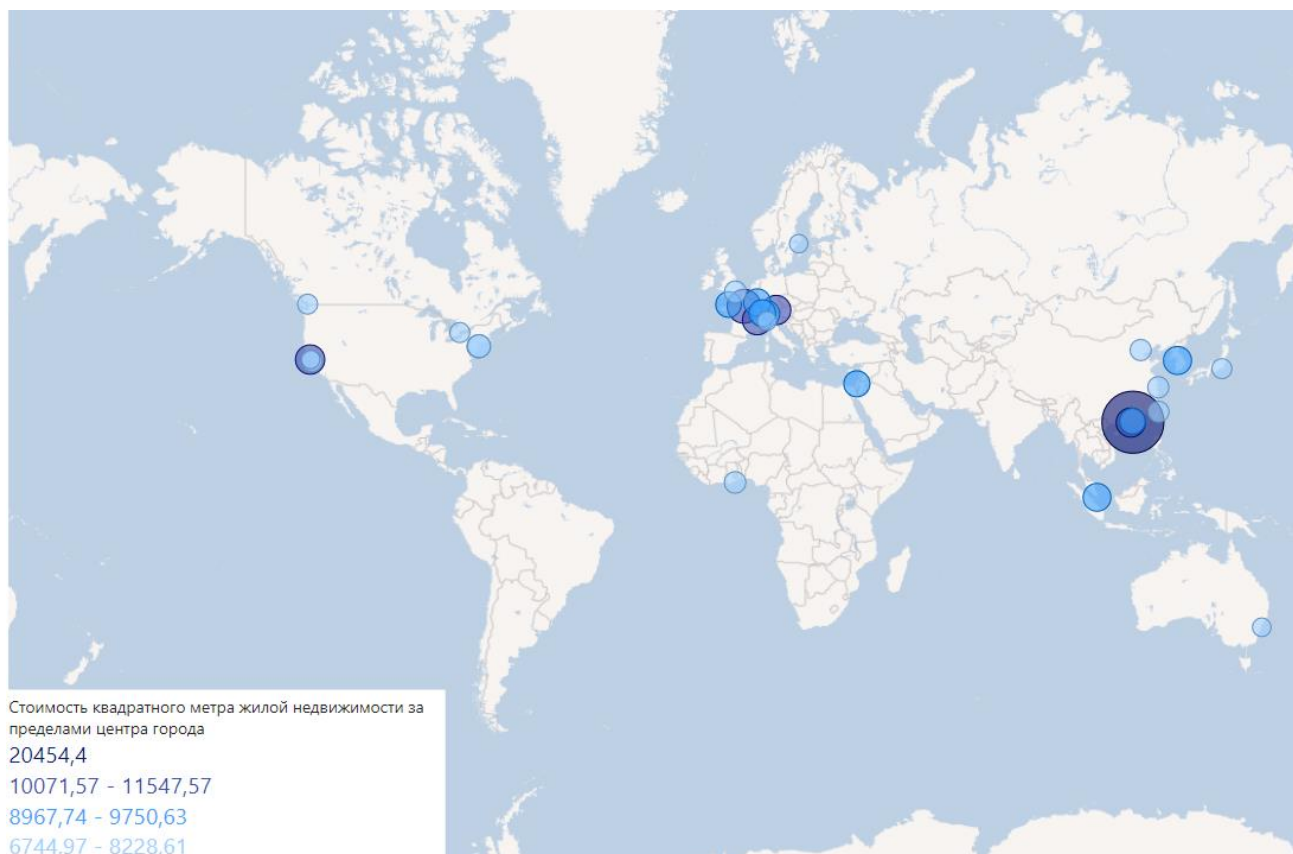 Стоимость квадратного метра жилой недвижимости за
пределами центра города
20454,4
10071,57 - 11547,57
8967,74 - 9750,63
6744,97 - 8228,61